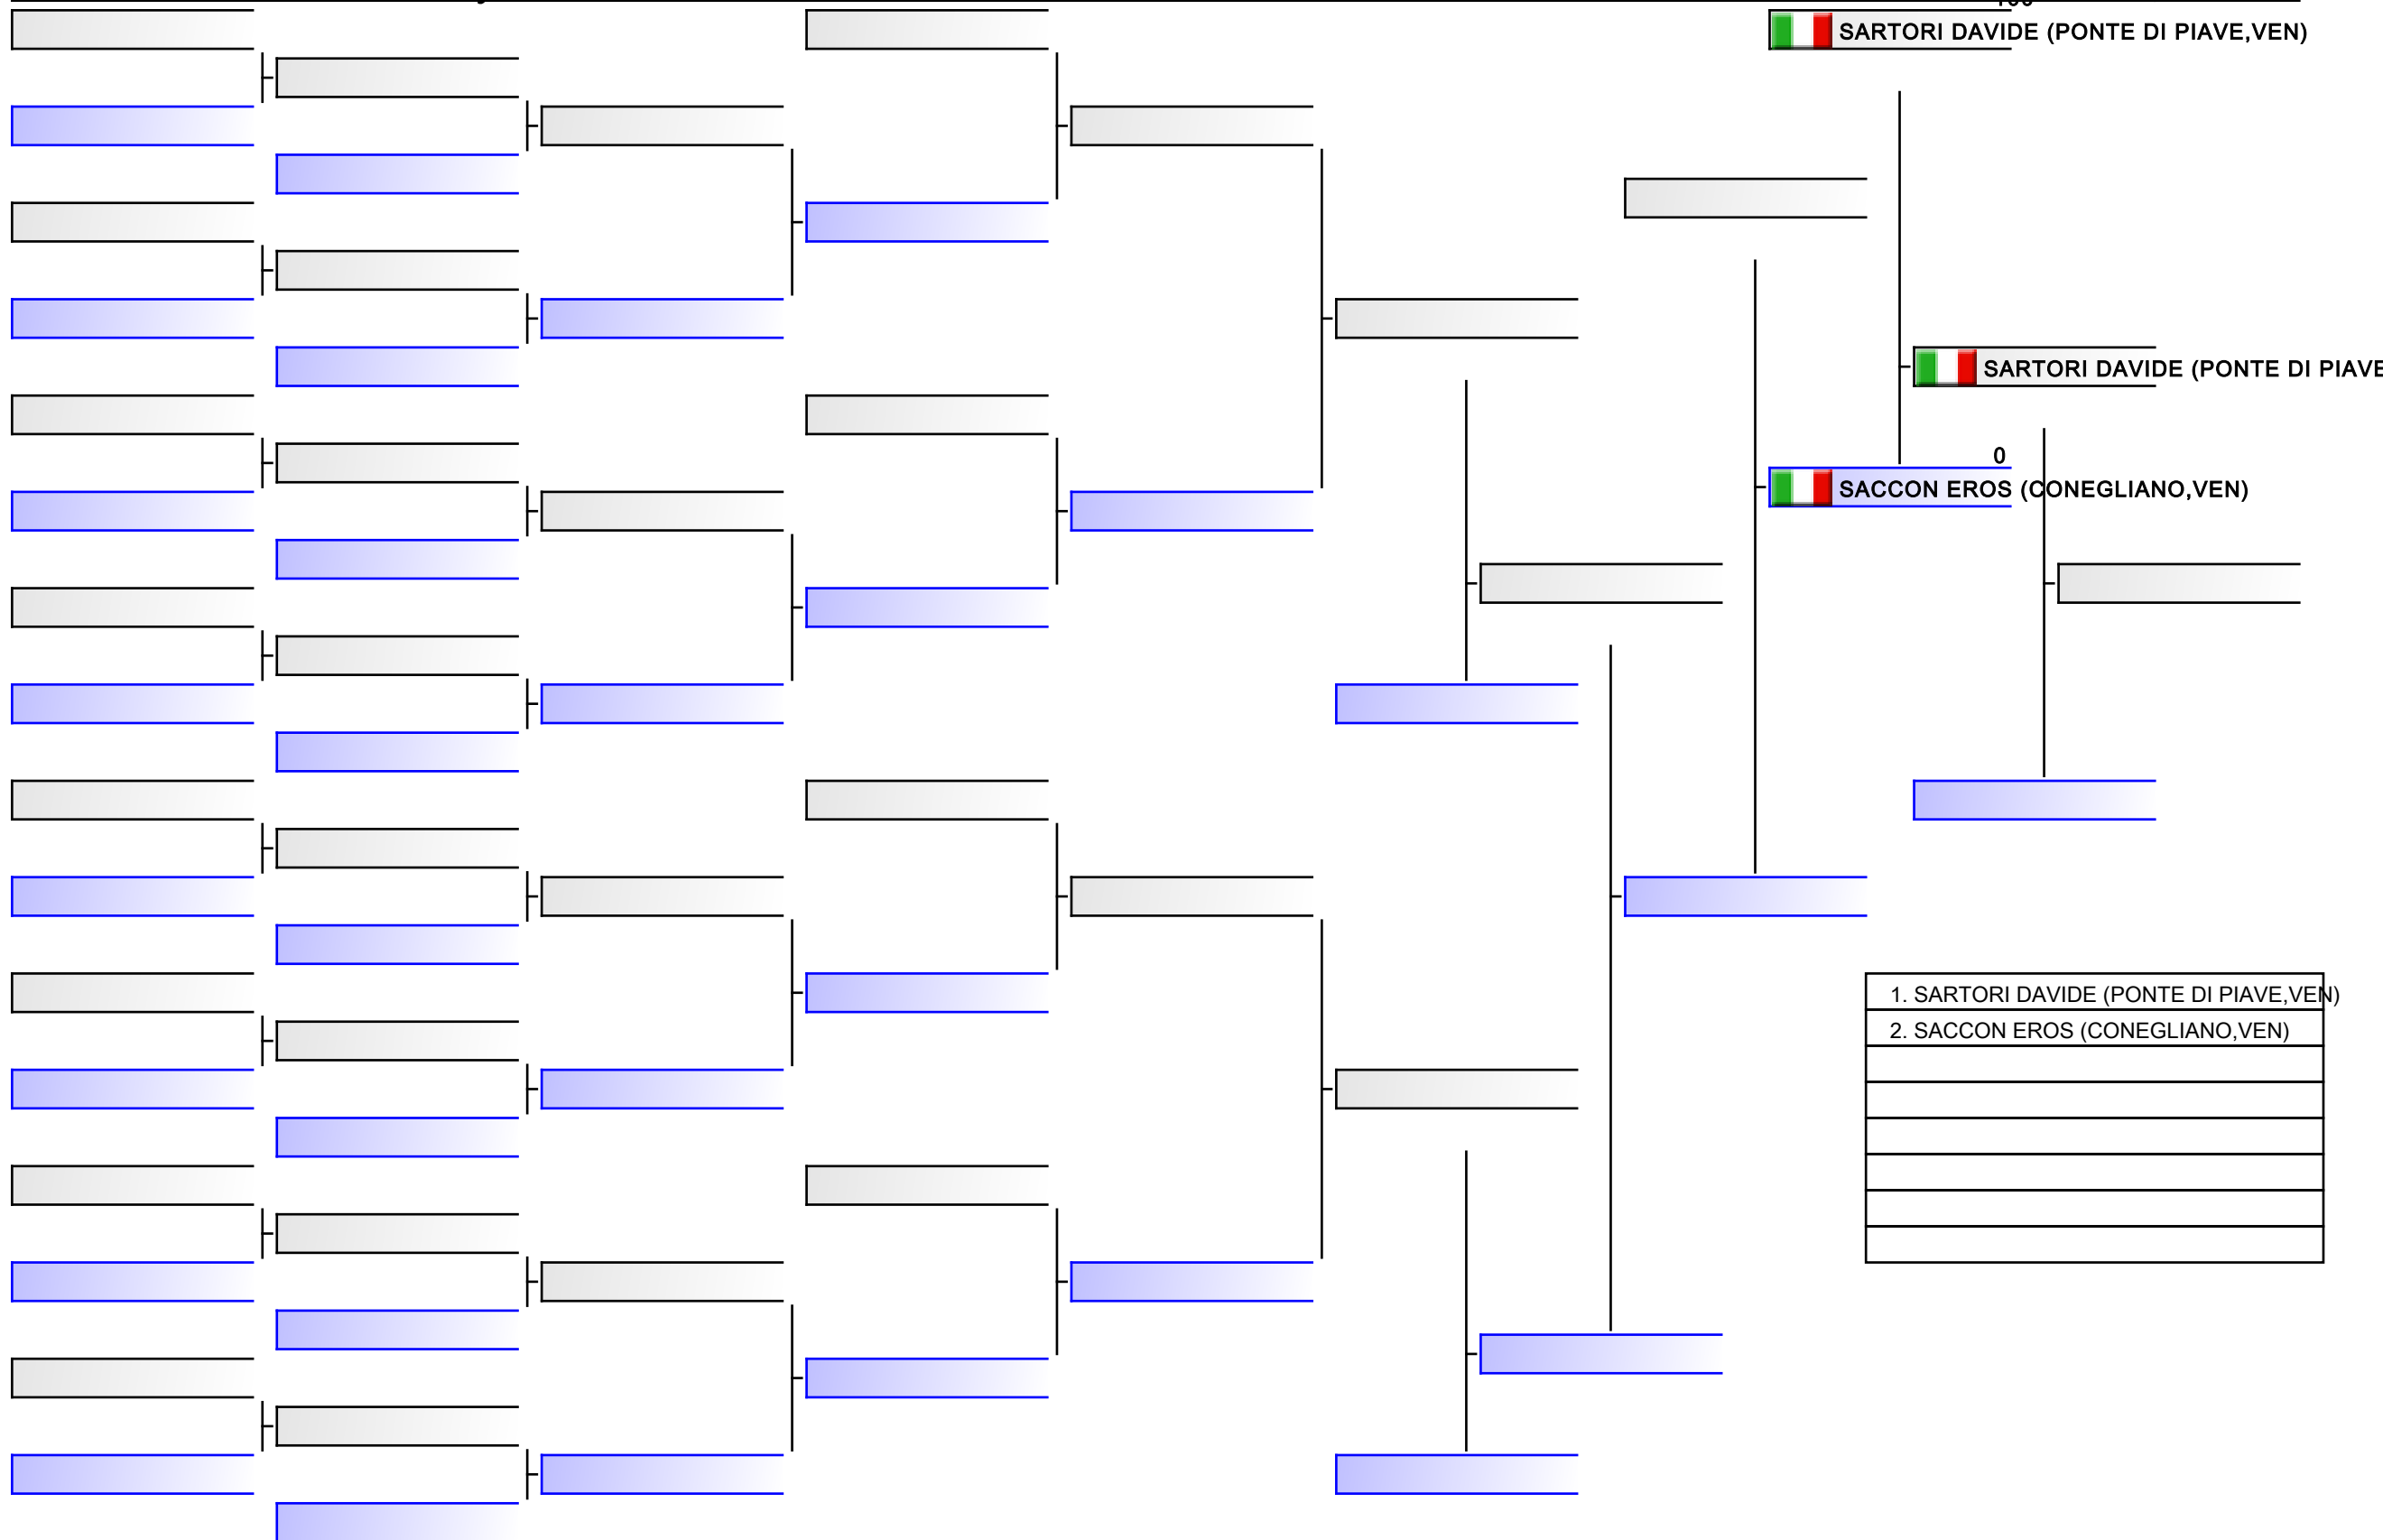 SARTORI DAVIDE (PONTE DI PIAVE,VEN)
SARTORI DAVIDE (PONTE DI PIAVE
0
SACCON EROS (CONEGLIANO,VEN)
1. SARTORI DAVIDE (PONTE DI PIAVE,VEN)
2. SACCON EROS (CONEGLIANO,VEN)